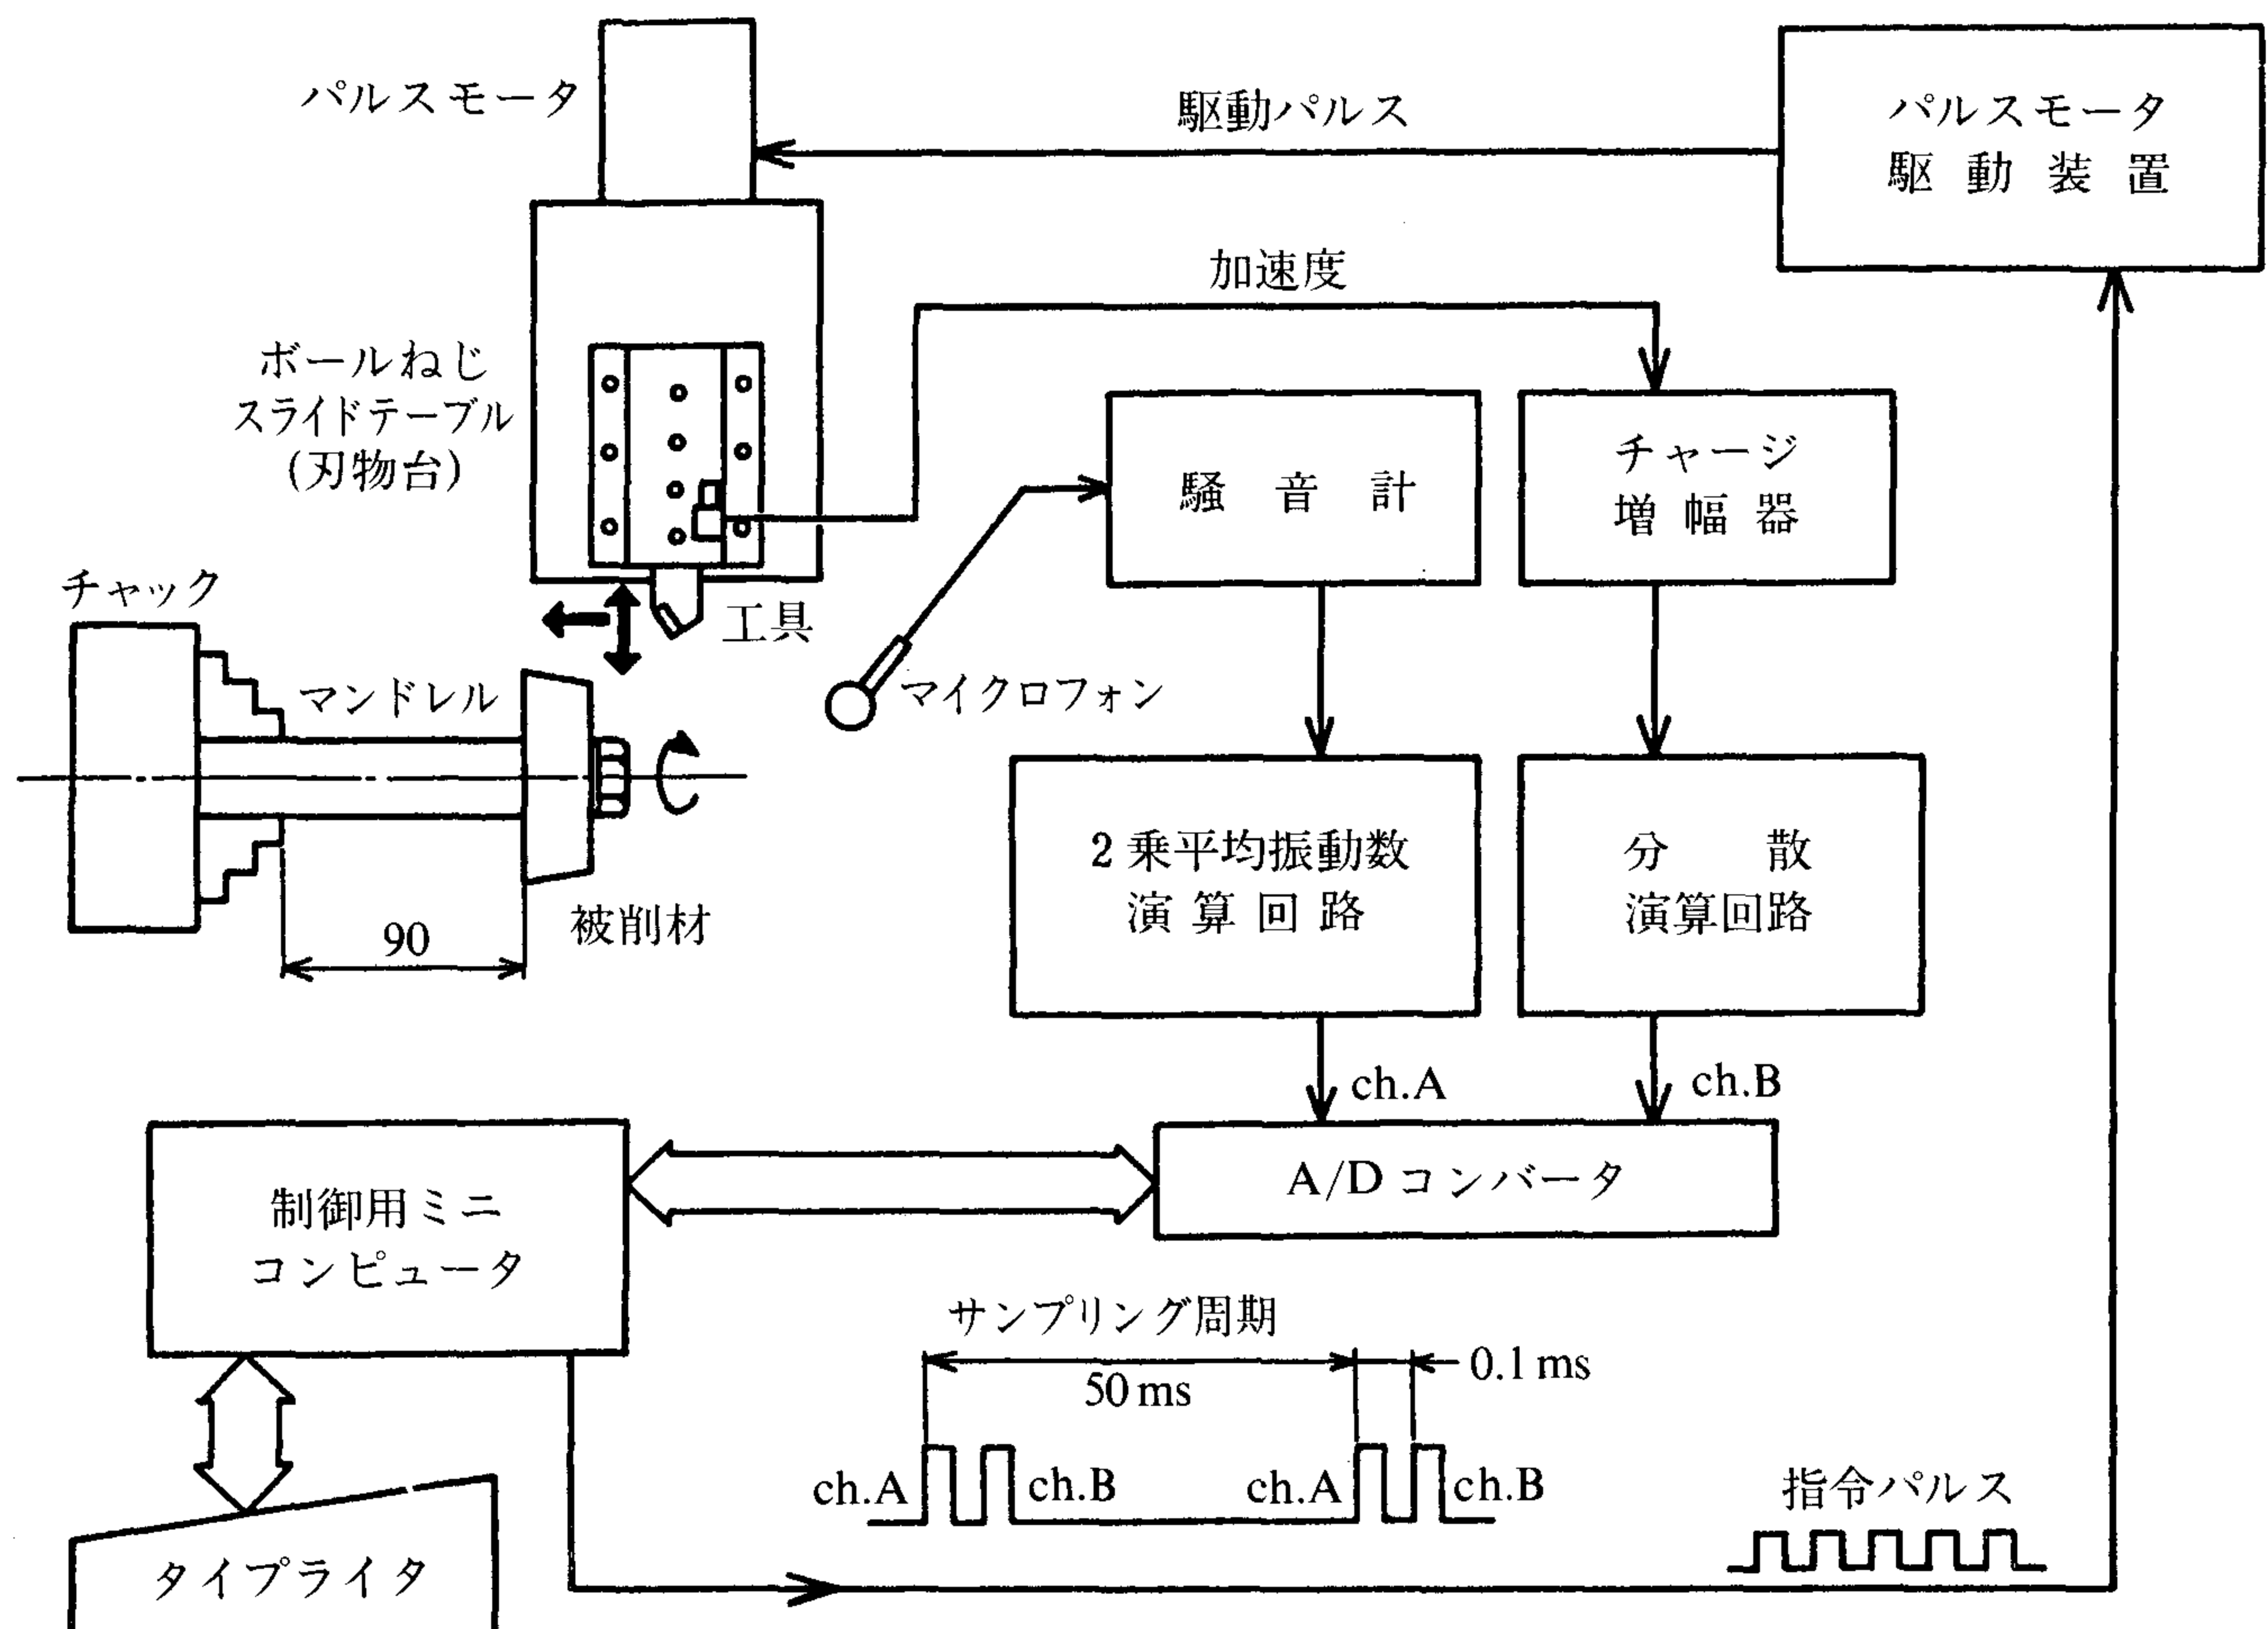 パルスモータ
駆動パルス
パルスモータ
駆動装置
加速度
ボールねじ
スライドテーブル
(刃物台)
騒音計
チャージ
増幅器
チャック
工具
マンドレル
マイクロフォン
2乗平均振動数
演算回路
分散
演算回路
被削材
90
ch.A
ch.B
A/Dコンバータ
制御用ミニ
コンピュータ
サンプリング周期
50 ms
0.1 ms
ch.A
ch.B
ch.A
ch.B
指令パルス
タイプライタ